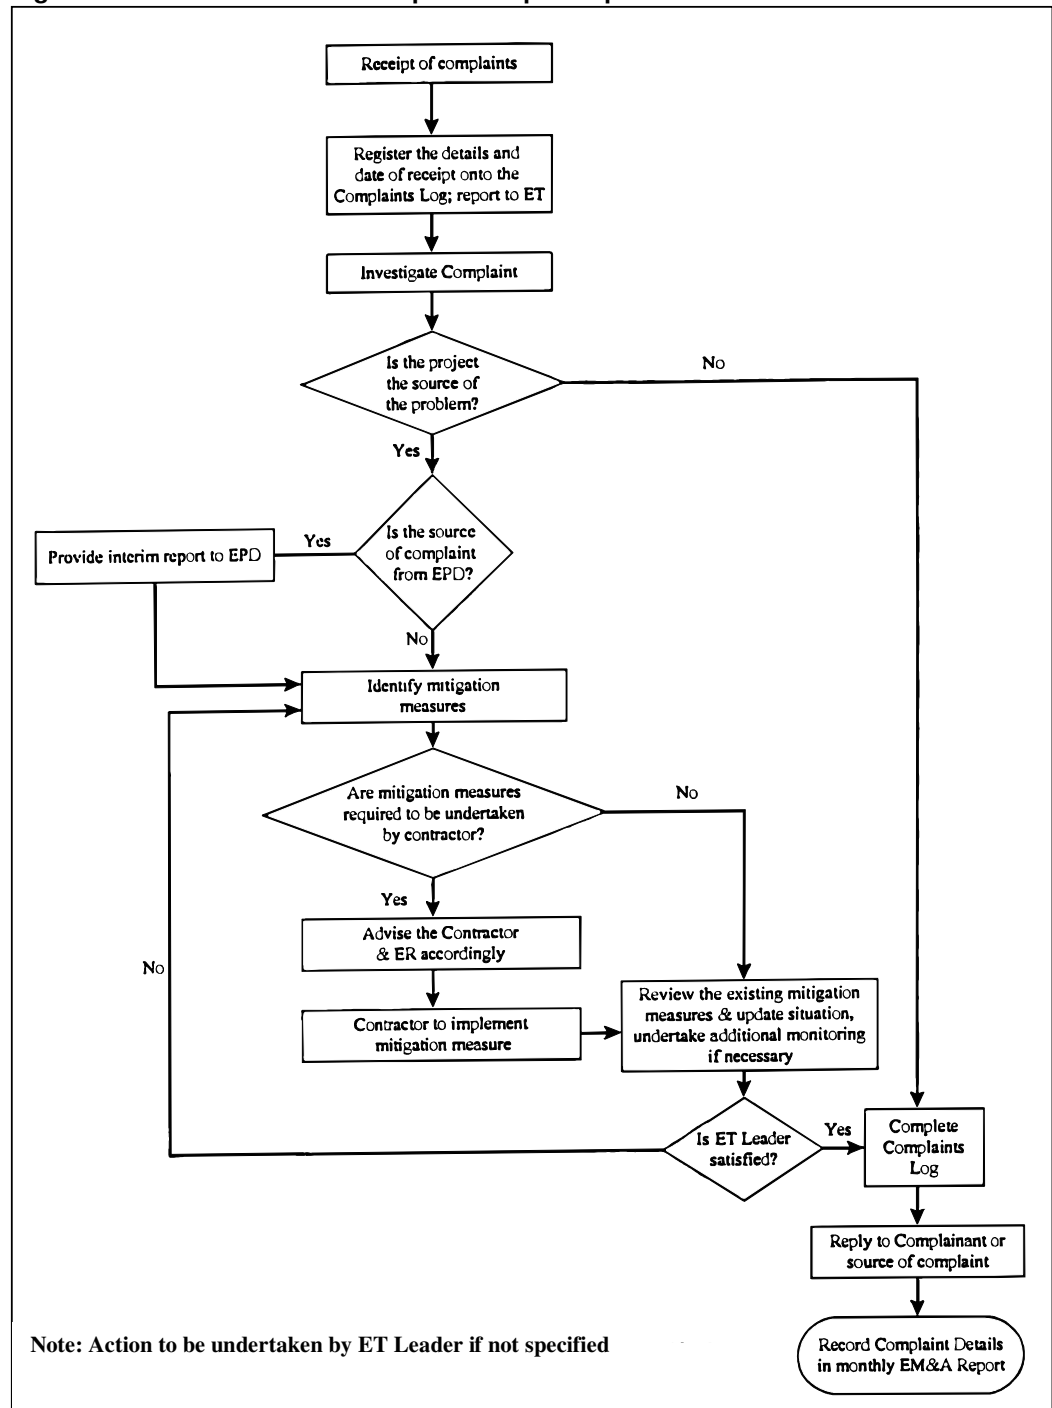 Receipt of complaints
Register the details and
date of receipt onto the
Complaints Log; report to ET
Investigate Complaint
Is the project
the source of
the problem?
No
Yes
Is the source
of complaint
from EPD?
Yes
Provide interim report to EPD
No
Identify mitigation
measures
Are mitigation measures
required to be undertaken
by contractor?
No
Yes
Advise the Contractor
& ER accordingly
No
Contractor to implement
mitigation measure
Review the existing mitigation
measures & update situation,
undertake additional monitoring
if necessary
Is ET Leader
satisfied?
Yes
Complete
Complaints
Log
Reply to Complainant or
source of complaint
Record Complaint Details
in monthly EM&A Report
Note: Action to be undertaken by ET Leader if not specified